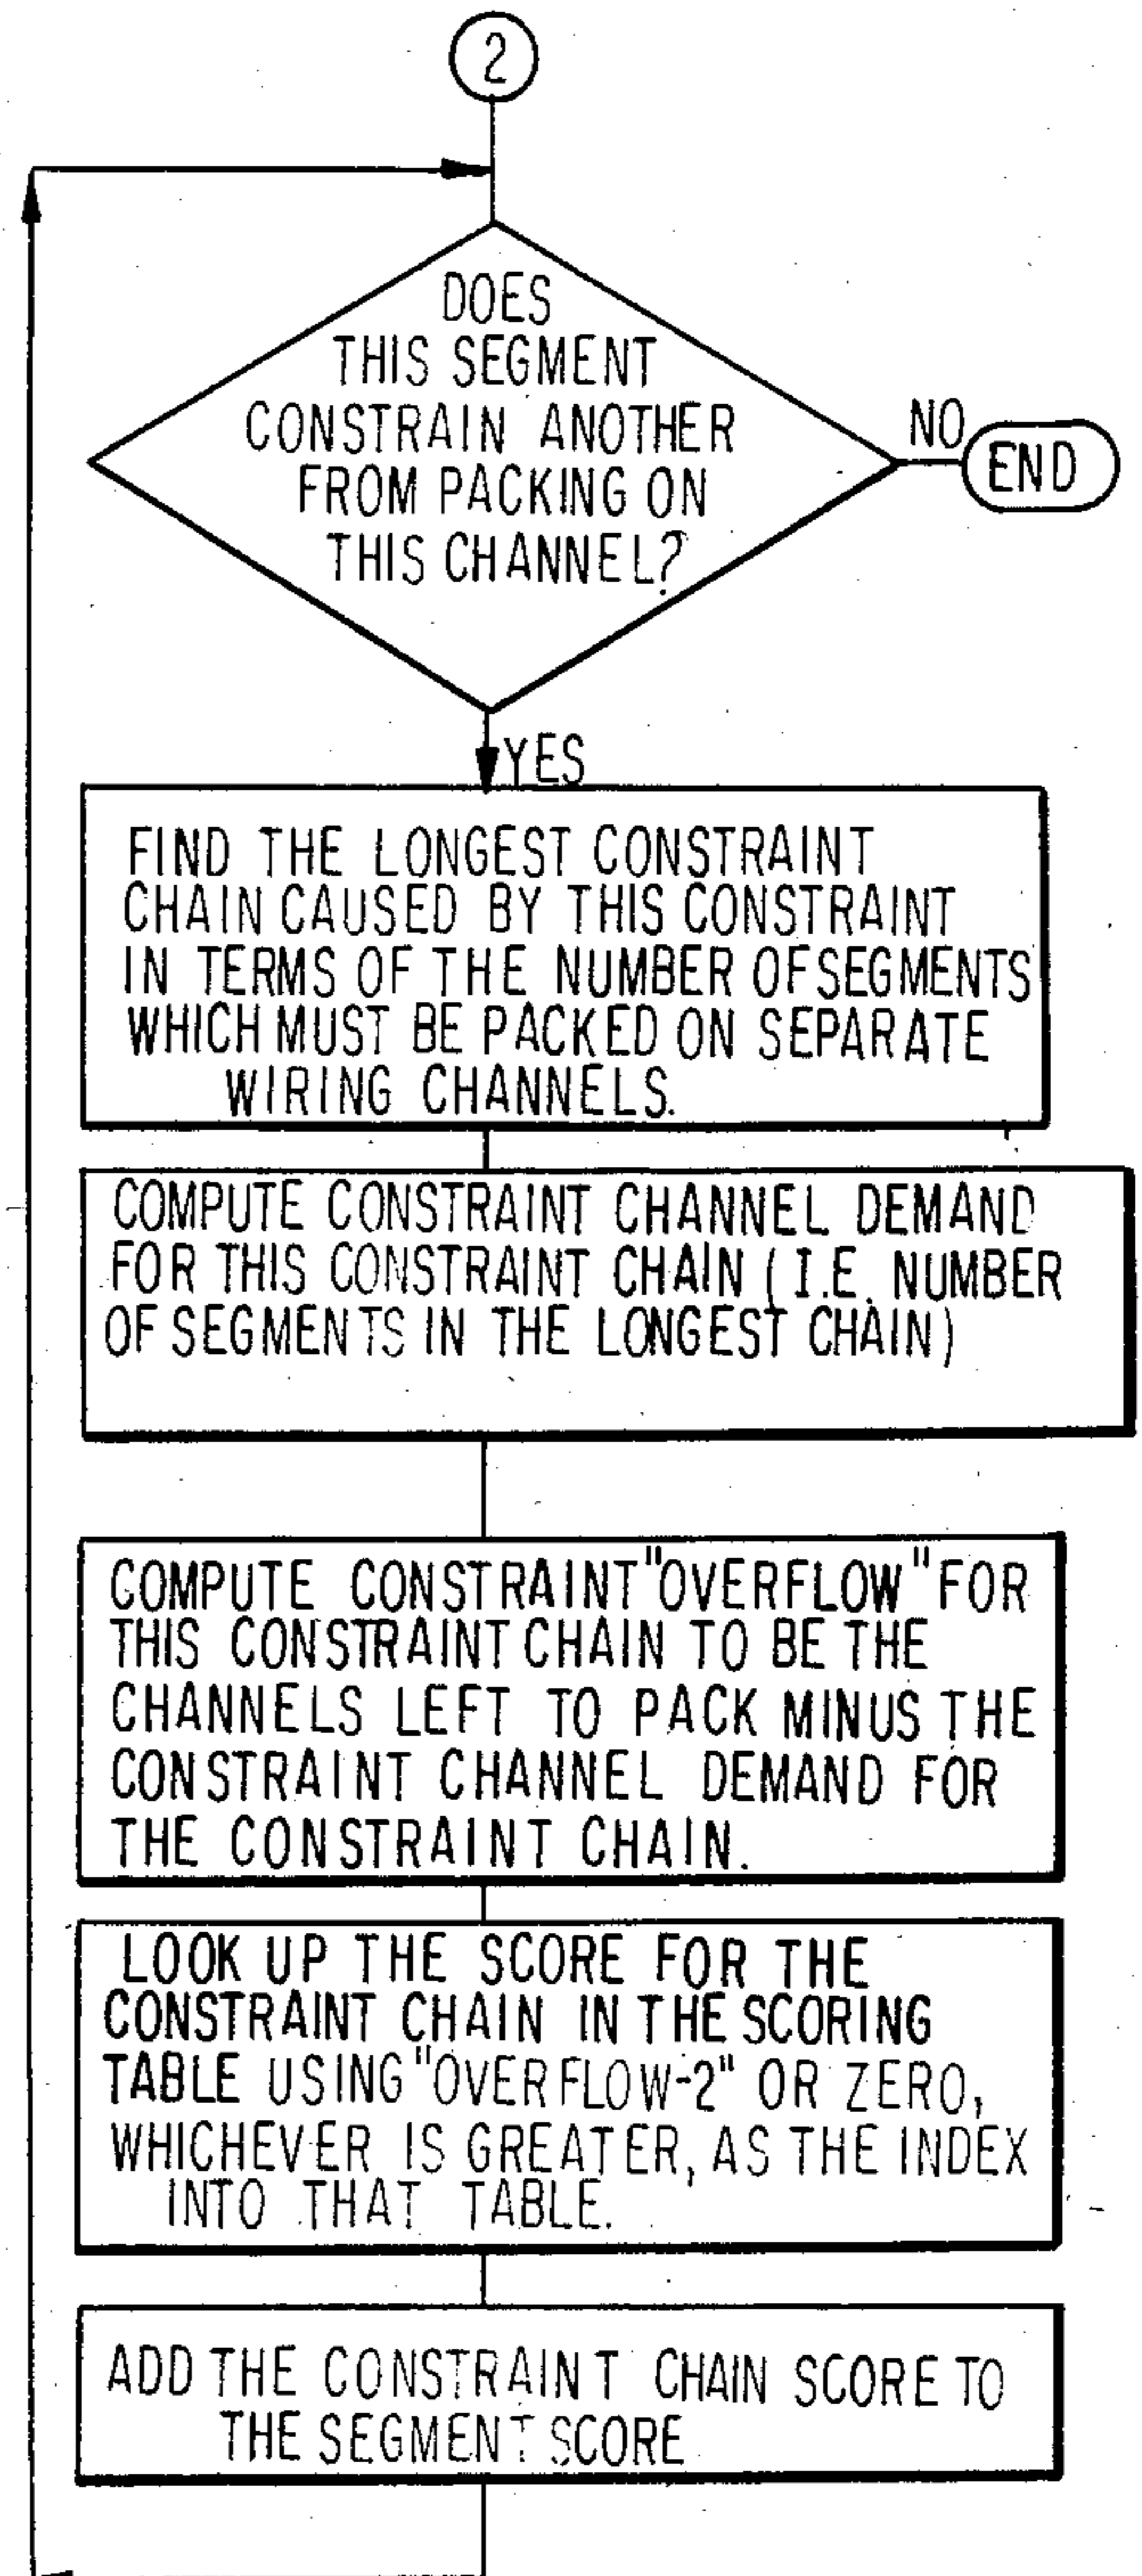 2
DOES
THIS SEGMENT
CONSTRAIN ANOTHER
FROM PACKING ON
THIS CHANNEL?
NO
END
YES
FIND THE LONGEST CONSTRAINT
CHAIN CAUSED BY THIS CONSTRAINT
IN TERMS OF THE NUMBER OF SEGMENTS
WHICH MUST BE PACKED ON SEPARATE
WIRING CHANNELS.
COMPUTE CONSTRAINT CHANNEL DEMAND
FOR THIS CONSTRAINT CHAIN (I.E. NUMBER
OF SEGMENTS IN THE LONGEST CHAIN)
COMPUTE CONSTRAINT "OVERFLOW" FOR
THIS CONSTRAINT CHAIN TO BE THE
CHANNELS LEFT TO PACK MINUS THE
CONSTRAINT CHANNEL DEMAND FOR
THE CONSTRAINT CHAIN.
LOOK UP THE SCORE FOR THE
CONSTRAINT CHAIN IN THE SCORING
TABLE USING "OVERFLOW-2" OR ZERO,
WHICHEVER IS GREATER, AS THE INDEX
INTO THAT TABLE.
ADD THE CONSTRAINT CHAIN SCORE TO
THE SEGMENT SCORE